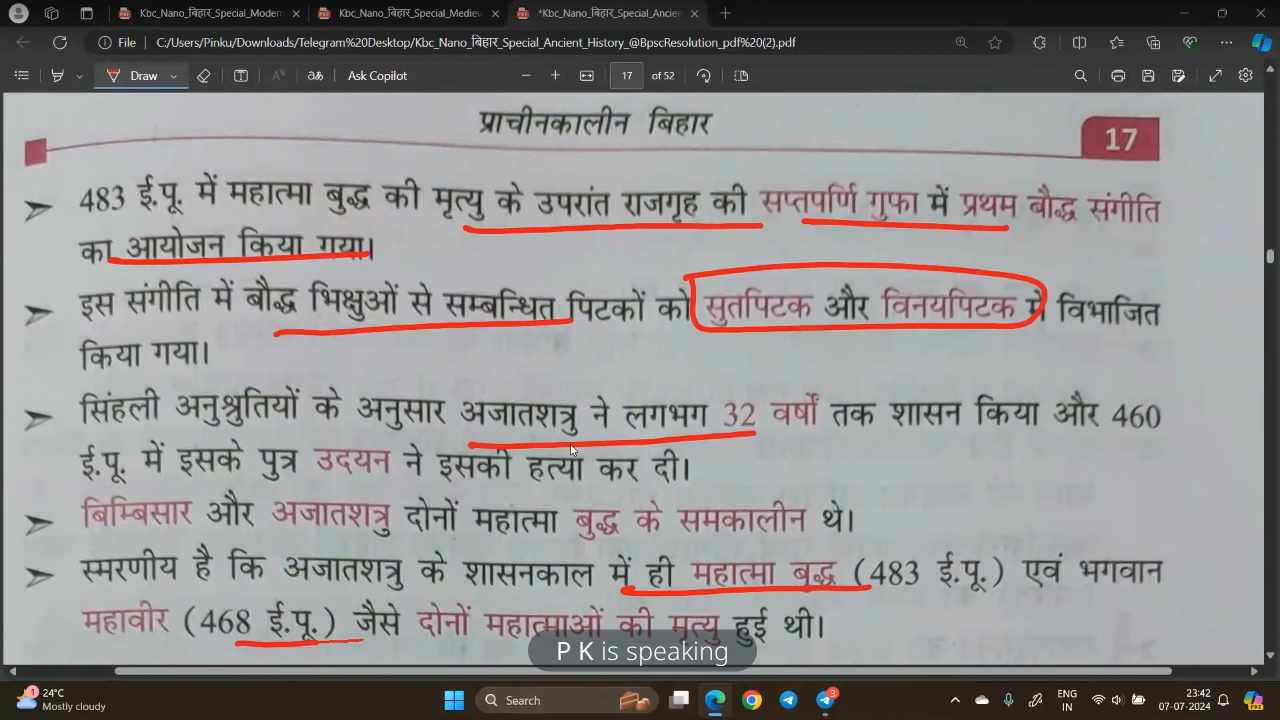 Kbc_Nano_बिहार_Special_Modern
Kbc_Nano_बिहार_Special_Mediev
*Kbc_Nano_बिहार_Special_Ancien
File
C:/Users/Pinku/Downloads/Telegram%20Desktop/Kbc_Nano_बिहार_Special_Ancient_History_@BpscResolution_pdf%20(2).pdf
Draw
Ask Copilot
17 of 52
प्राचीनकालीन बिहार
17
483 ई.पू. में महात्मा बुद्ध की मृत्यु के उपरांत राजगृह की सप्तपर्णि गुफा में प्रथम बौद्ध संगीति
का आयोजन किया गया।
इस संगीति में बौद्ध भिक्षुओं से सम्बन्धित पिटकों को सुतपिटक और विनयपिटक में विभाजित
किया गया।
सिंहली अनुश्रुतियों के अनुसार अजातशत्रु ने लगभग 32 वर्षों तक शासन किया और 460
ई.पू. में इसके पुत्र उदयन ने इसकी हत्या कर दी।
बिम्बिसार और अजातशत्रु दोनों महात्मा बुद्ध के समकालीन थे।
स्मरणीय है कि अजातशत्रु के शासनकाल में ही महात्मा बुद्ध (483 ई.पू.) एवं भगवान
महावीर (468 ई.पू.) जैसे दोनों महात्माओं की मृत्यु हुई थी।
P K is speaking
1
24°C
Mostly cloudy
Search
3
ENG
IN
23:42
07-07-2024